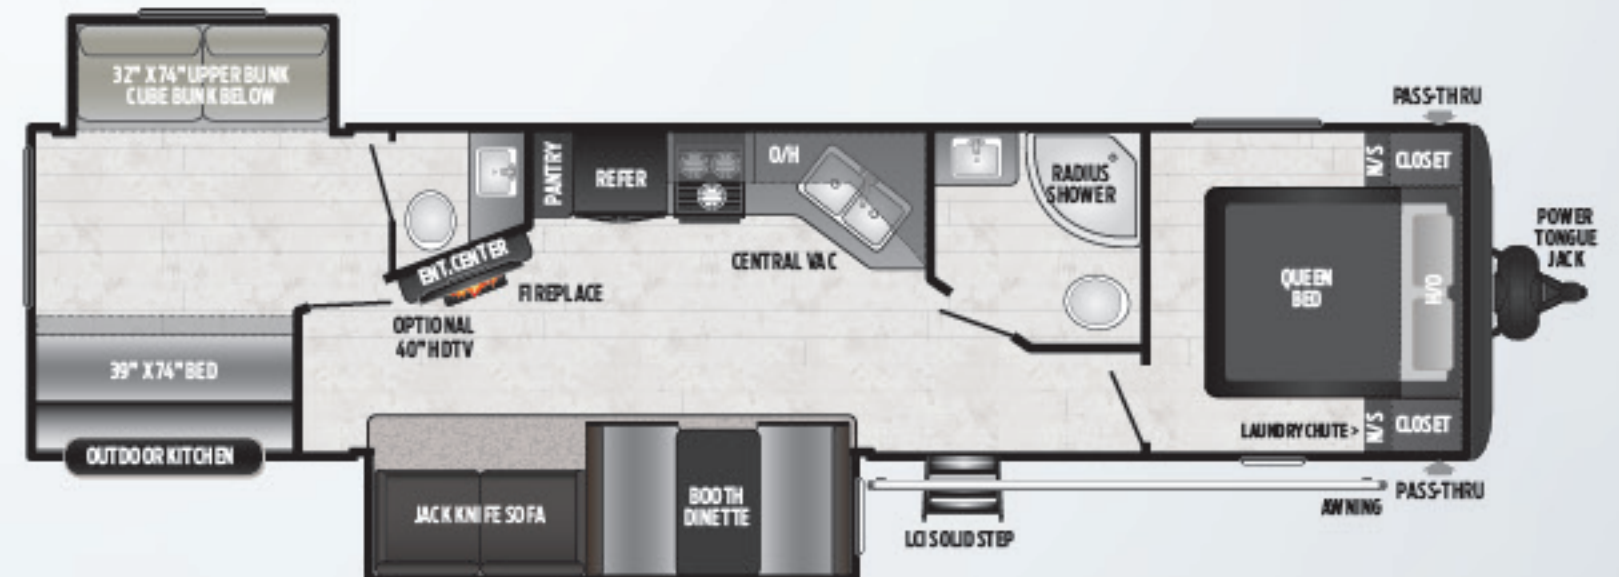 32" X 74" UPPER BUNK
CUBE BUNK BELOW
PANTRY
REFER
O/H
RADIUS
SHOWER
N/S
CLOSET
PASS-THRU
POWER
TONGUE
JACK
ENT. CENTER
FIREPLACE
OPTIONAL
40" HDTV
CENTRAL VAC
QUEEN
BED
H/O
39" X 74" BED
OUTDOOR KITCHEN
JACK KNIFE SOFA
BOOTH
DINETTE
LAUNDRY CHUTE >
N/S
CLOSET
PASS-THRU
AWNING
LCI SOLID STEP